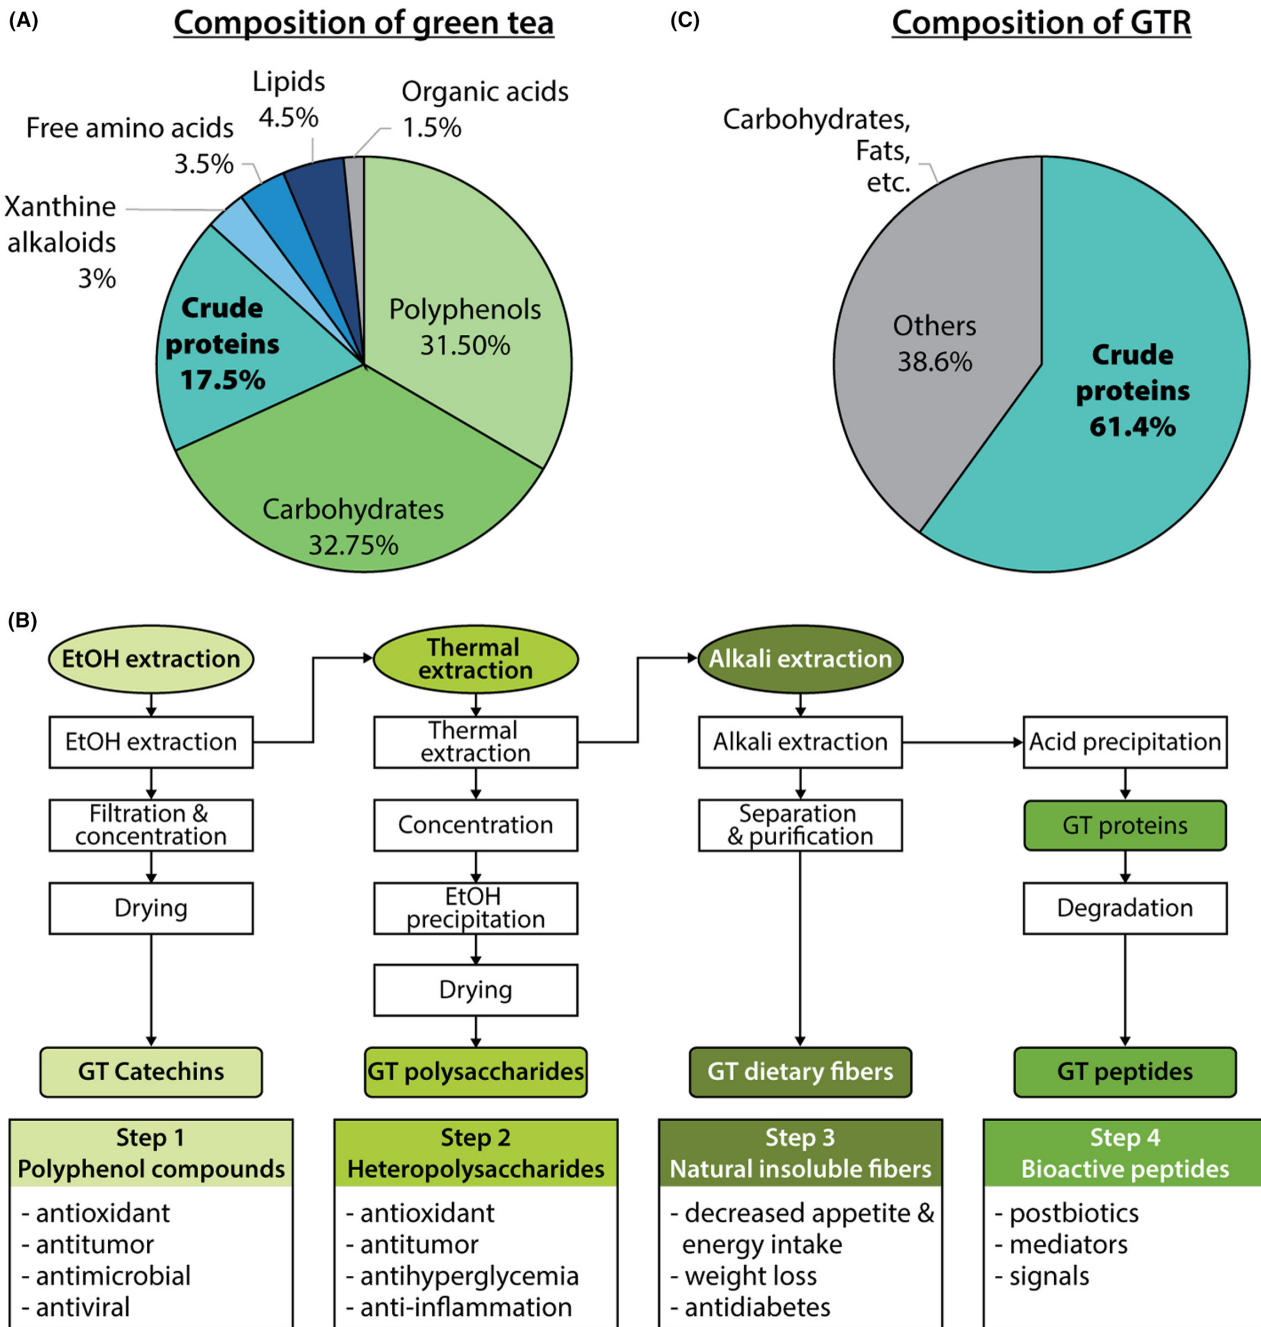 (A)
Composition of green tea
Lipids
4.5%
Organic acids
1.5%
Free amino acids
3.5%
Xanthine
alkaloids
3%
Crude
proteins
17.5%
Polyphenols
31.50%
Carbohydrates
32.75%
(C)
Composition of GTR
Carbohydrates,
Fats,
etc.
Others
38.6%
Crude
proteins
61.4%
(B)
EtOH extraction
EtOH extraction
Filtration &
concentration
Drying
GT Catechins
Step 1
Polyphenol compounds
- antioxidant
- antitumor
- antimicrobial
- antiviral
Thermal
extraction
Thermal
extraction
Concentration
EtOH
precipitation
Drying
GT polysaccharides
Step 2
Heteropolysaccharides
- antioxidant
- antitumor
- antihyperglycemia
- anti-inflammation
Alkali extraction
Alkali extraction
Separation
& purification
GT dietary fibers
Step 3
Natural insoluble fibers
- decreased appetite &
energy intake
- weight loss
- antidiabetes
Acid precipitation
GT proteins
Degradation
GT peptides
Step 4
Bioactive peptides
- postbiotics
- mediators
- signals